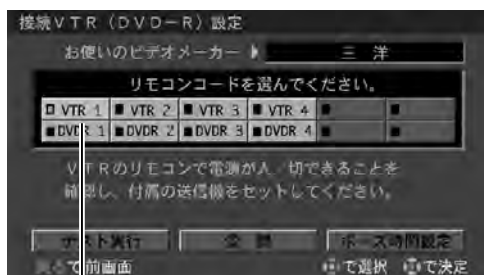 接続VTR(DVD-R)設定
お使いのビデオメーカー 三洋
リモコンコードを選んでください。
VTR 1 VTR 2 VTR 3 VTR 4
DVDR 1 DVDR 2 DVDR 3 DVDR 4
VTRのリモコンで電源が入/切できることを
確認し、付属の送信機をセットしてください。
テスト実行 登録 ポーズ時間設定
で前画面 で選択 で決定